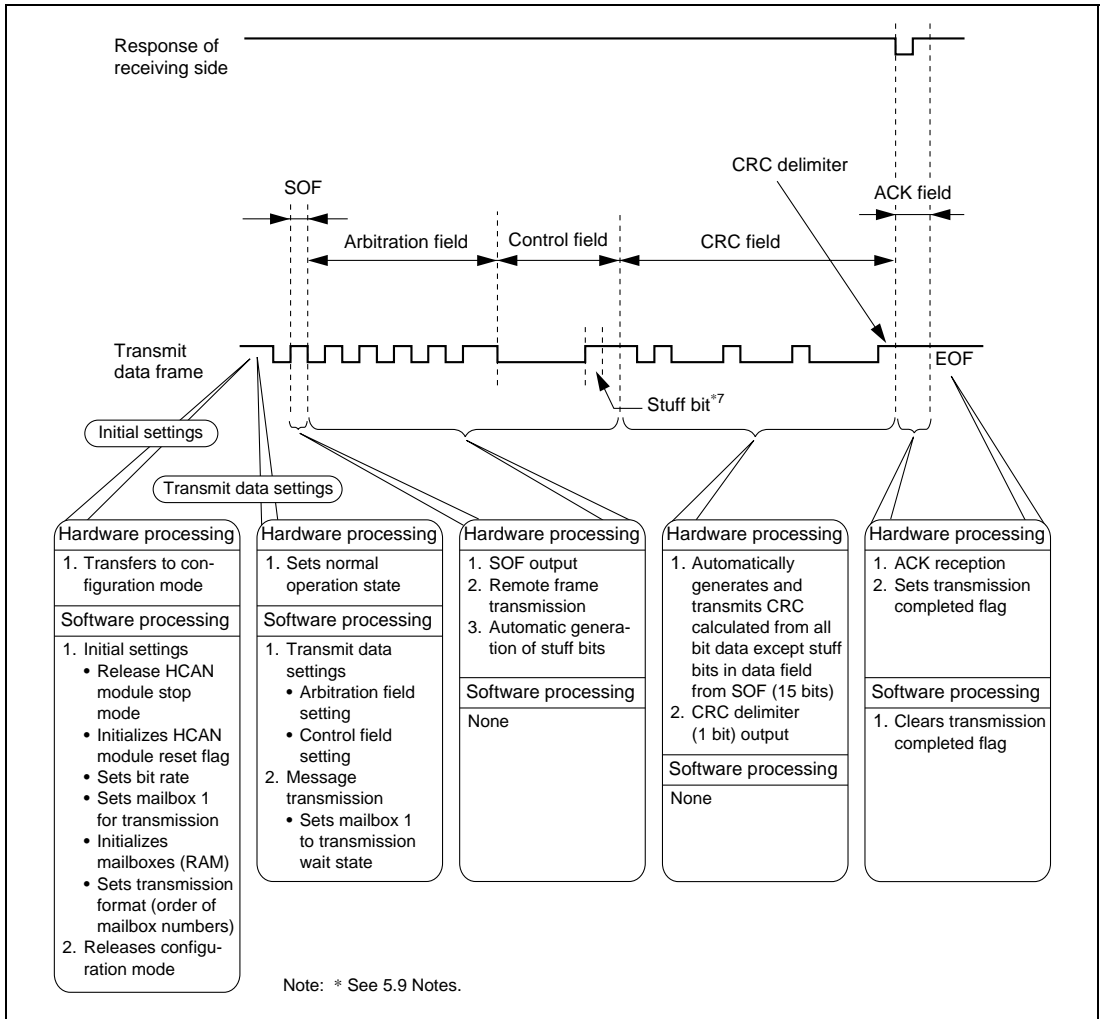 Response of
receiving side
CRC delimiter
SOF
ACK field
Arbitration field
Control field
CRC field
Transmit
data frame
EOF
Stuff bit*7
Initial settings
Transmit data settings
Hardware processing
1. Transfers to con-
figuration mode
Software processing
1. Initial settings
• Release HCAN
module stop
mode
• Initializes HCAN
module reset flag
• Sets bit rate
• Sets mailbox 1
for transmission
• Initializes
mailboxes (RAM)
• Sets transmission
format (order of
mailbox numbers)
2. Releases configu-
ration mode
Hardware processing
1. Sets normal
operation state
Software processing
1. Transmit data
settings
• Arbitration field
setting
• Control field
setting
2. Message
transmission
• Sets mailbox 1
to transmission
wait state
Hardware processing
1. SOF output
2. Remote frame
transmission
3. Automatic genera-
tion of stuff bits
Software processing
None
Hardware processing
1. Automatically
generates and
transmits CRC
calculated from all
bit data except stuff
bits in data field
from SOF (15 bits)
2. CRC delimiter
(1 bit) output
Software processing
None
Hardware processing
1. ACK reception
2. Sets transmission
completed flag
Software processing
1. Clears transmission
completed flag
Note: * See 5.9 Notes.